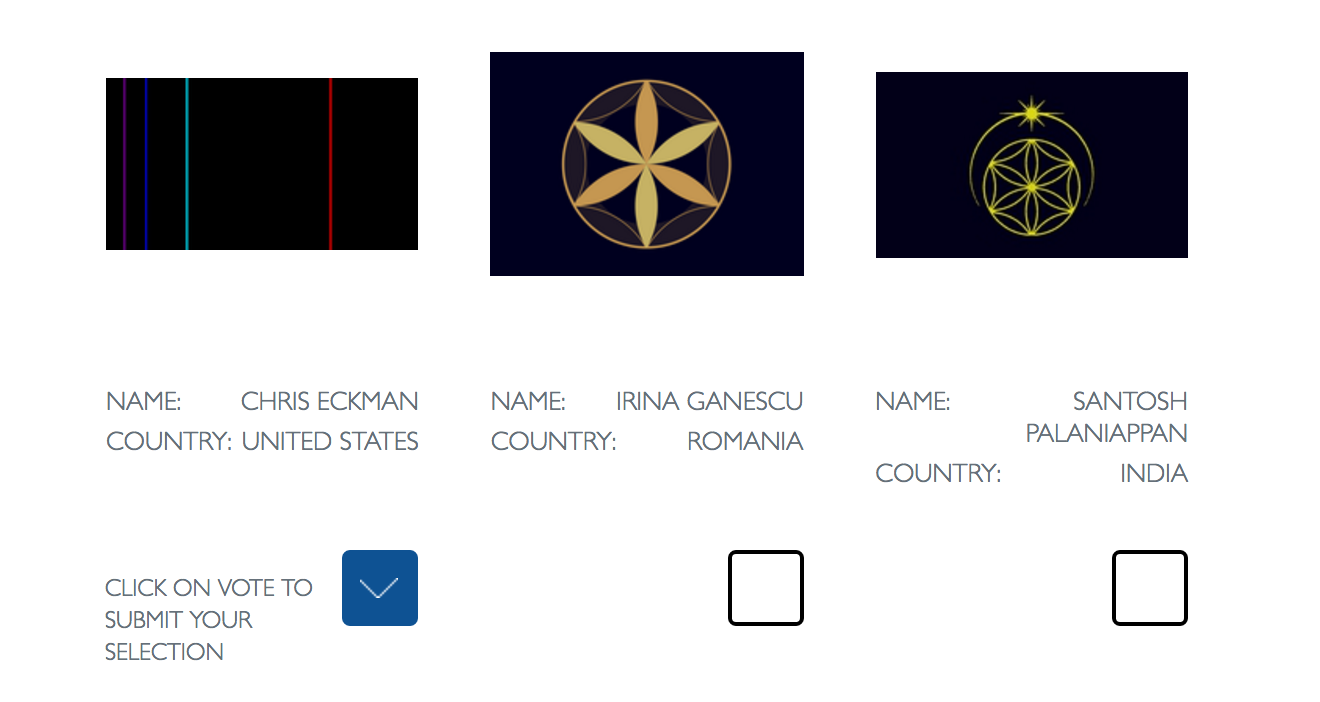 NAME: CHRIS ECKMAN
COUNTRY: UNITED STATES
NAME: IRINA GANESCU
COUNTRY: ROMANIA
NAME: SANTOSH
PALANIAPPAN
COUNTRY: INDIA
CLICK ON VOTE TO
SUBMIT YOUR
SELECTION